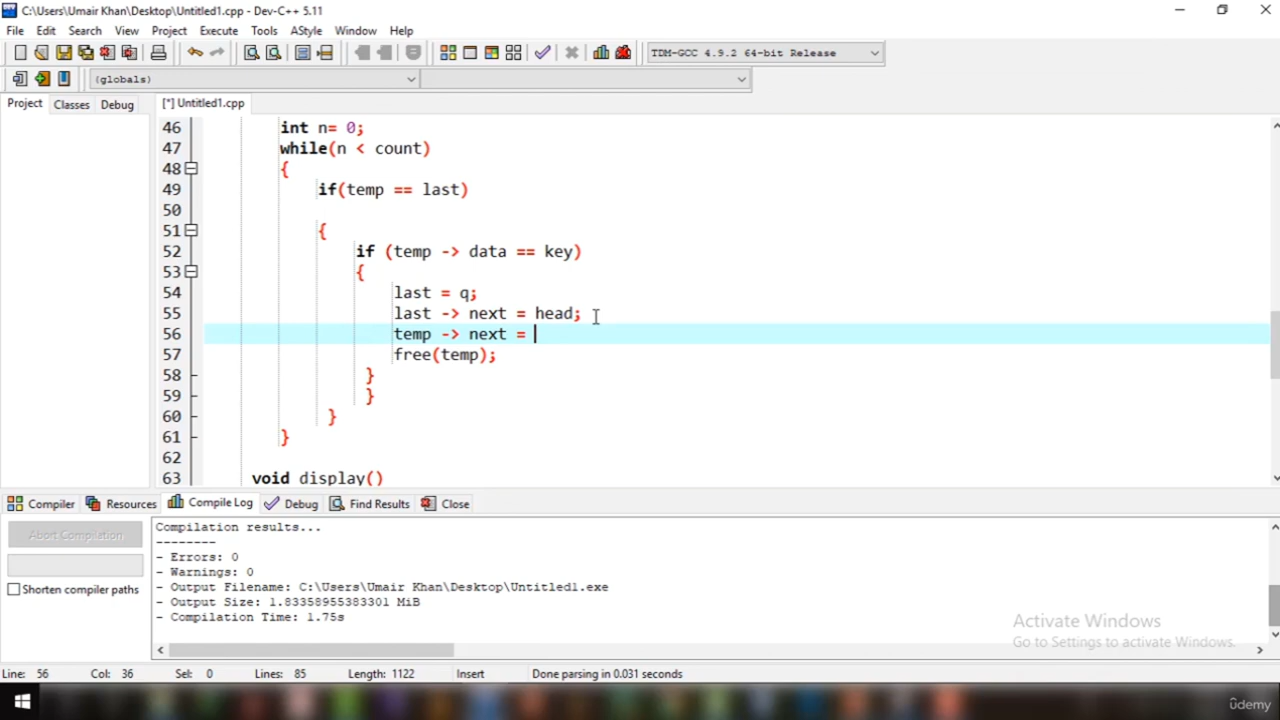 C:\Users\Umair Khan\Desktop\Untitled1.cpp - Dev-C++ 5.11
File Edit Search View Project Execute Tools AStyle Window Help
TDM-GCC 4.9.2 64-bit Release
(globals)
Project Classes Debug [*] Untitled1.cpp
46 int n= 0;
47 while(n < count)
48 {
49 if(temp == last)
50
51 {
52 if (temp -> data == key)
53 {
54 last = q;
55 last -> next = head;
56 temp -> next =
57 free(temp);
58 }
59 }
60 }
61 }
62
63 void display()
Compiler Resources Compile Log Debug Find Results Close
Abort Compilation
Shorten compiler paths
Compilation results...
--------
- Errors: 0
- Warnings: 0
- Output Filename: C:\Users\Umair Khan\Desktop\Untitled1.exe
- Output Size: 1.83358955383301 MiB
- Compilation Time: 1.75s
Activate Windows
Go to Settings to activate Windows.
Line: 56 Col: 36 Sel: 0 Lines: 85 Length: 1122 Insert Done parsing in 0.031 seconds
ûdemy